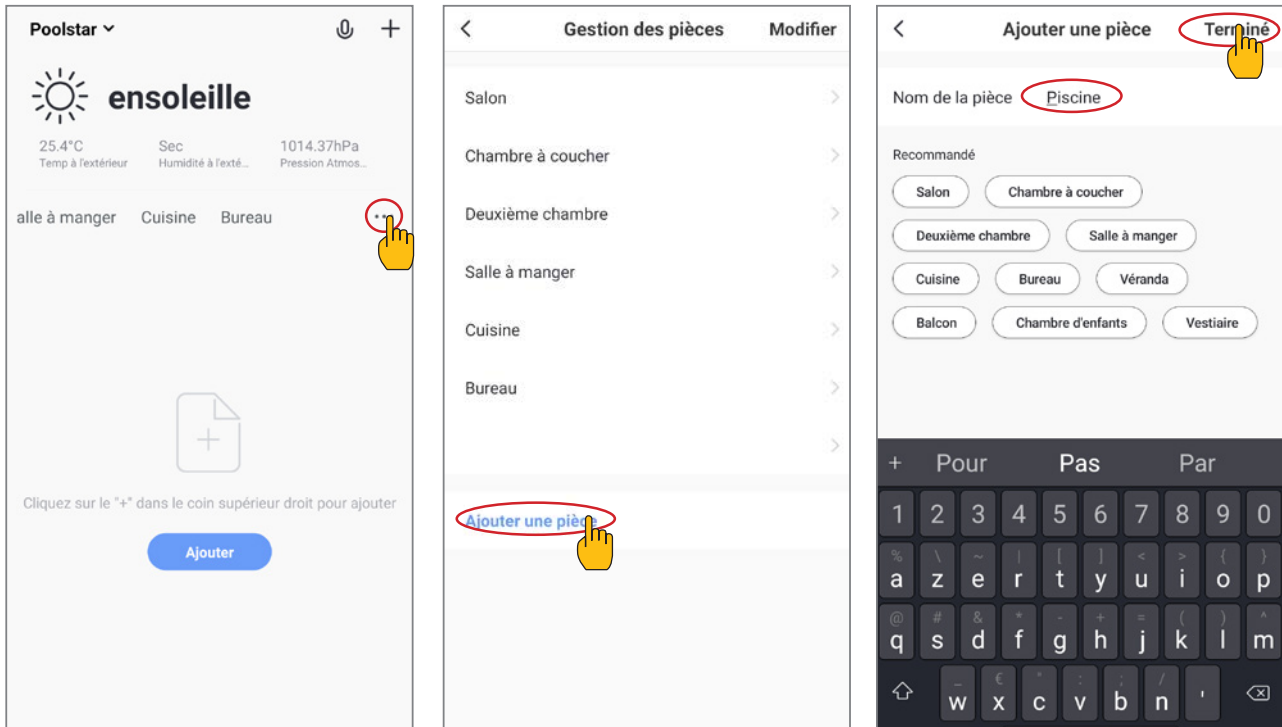 Poolstar
ensoleille
25.4°C Sec 1014.37hPa
Temp à l'extérieur Humidité à l'exté... Pression Atmos...
alle à manger Cuisine Bureau
Cliquez sur le "+" dans le coin supérieur droit pour ajouter
Ajouter
Gestion des pièces Modifier
Salon
Chambre à coucher
Deuxième chambre
Salle à manger
Cuisine
Bureau
Ajouter une pièce
Ajouter une pièce Terminé
Nom de la pièce Piscine
Recommandé
Salon Chambre à coucher
Deuxième chambre Salle à manger
Cuisine Bureau Véranda
Balcon Chambre d'enfants Vestiaire
+ Pour Pas Par
1 2 3 4 5 6 7 8 9 0
% \ ~ | [ ] < > { }
a z e r t y u i o p
@ # & * - + = ( ) ^
q s d f g h j k l m
_ € " : ; /
w x c v b n '